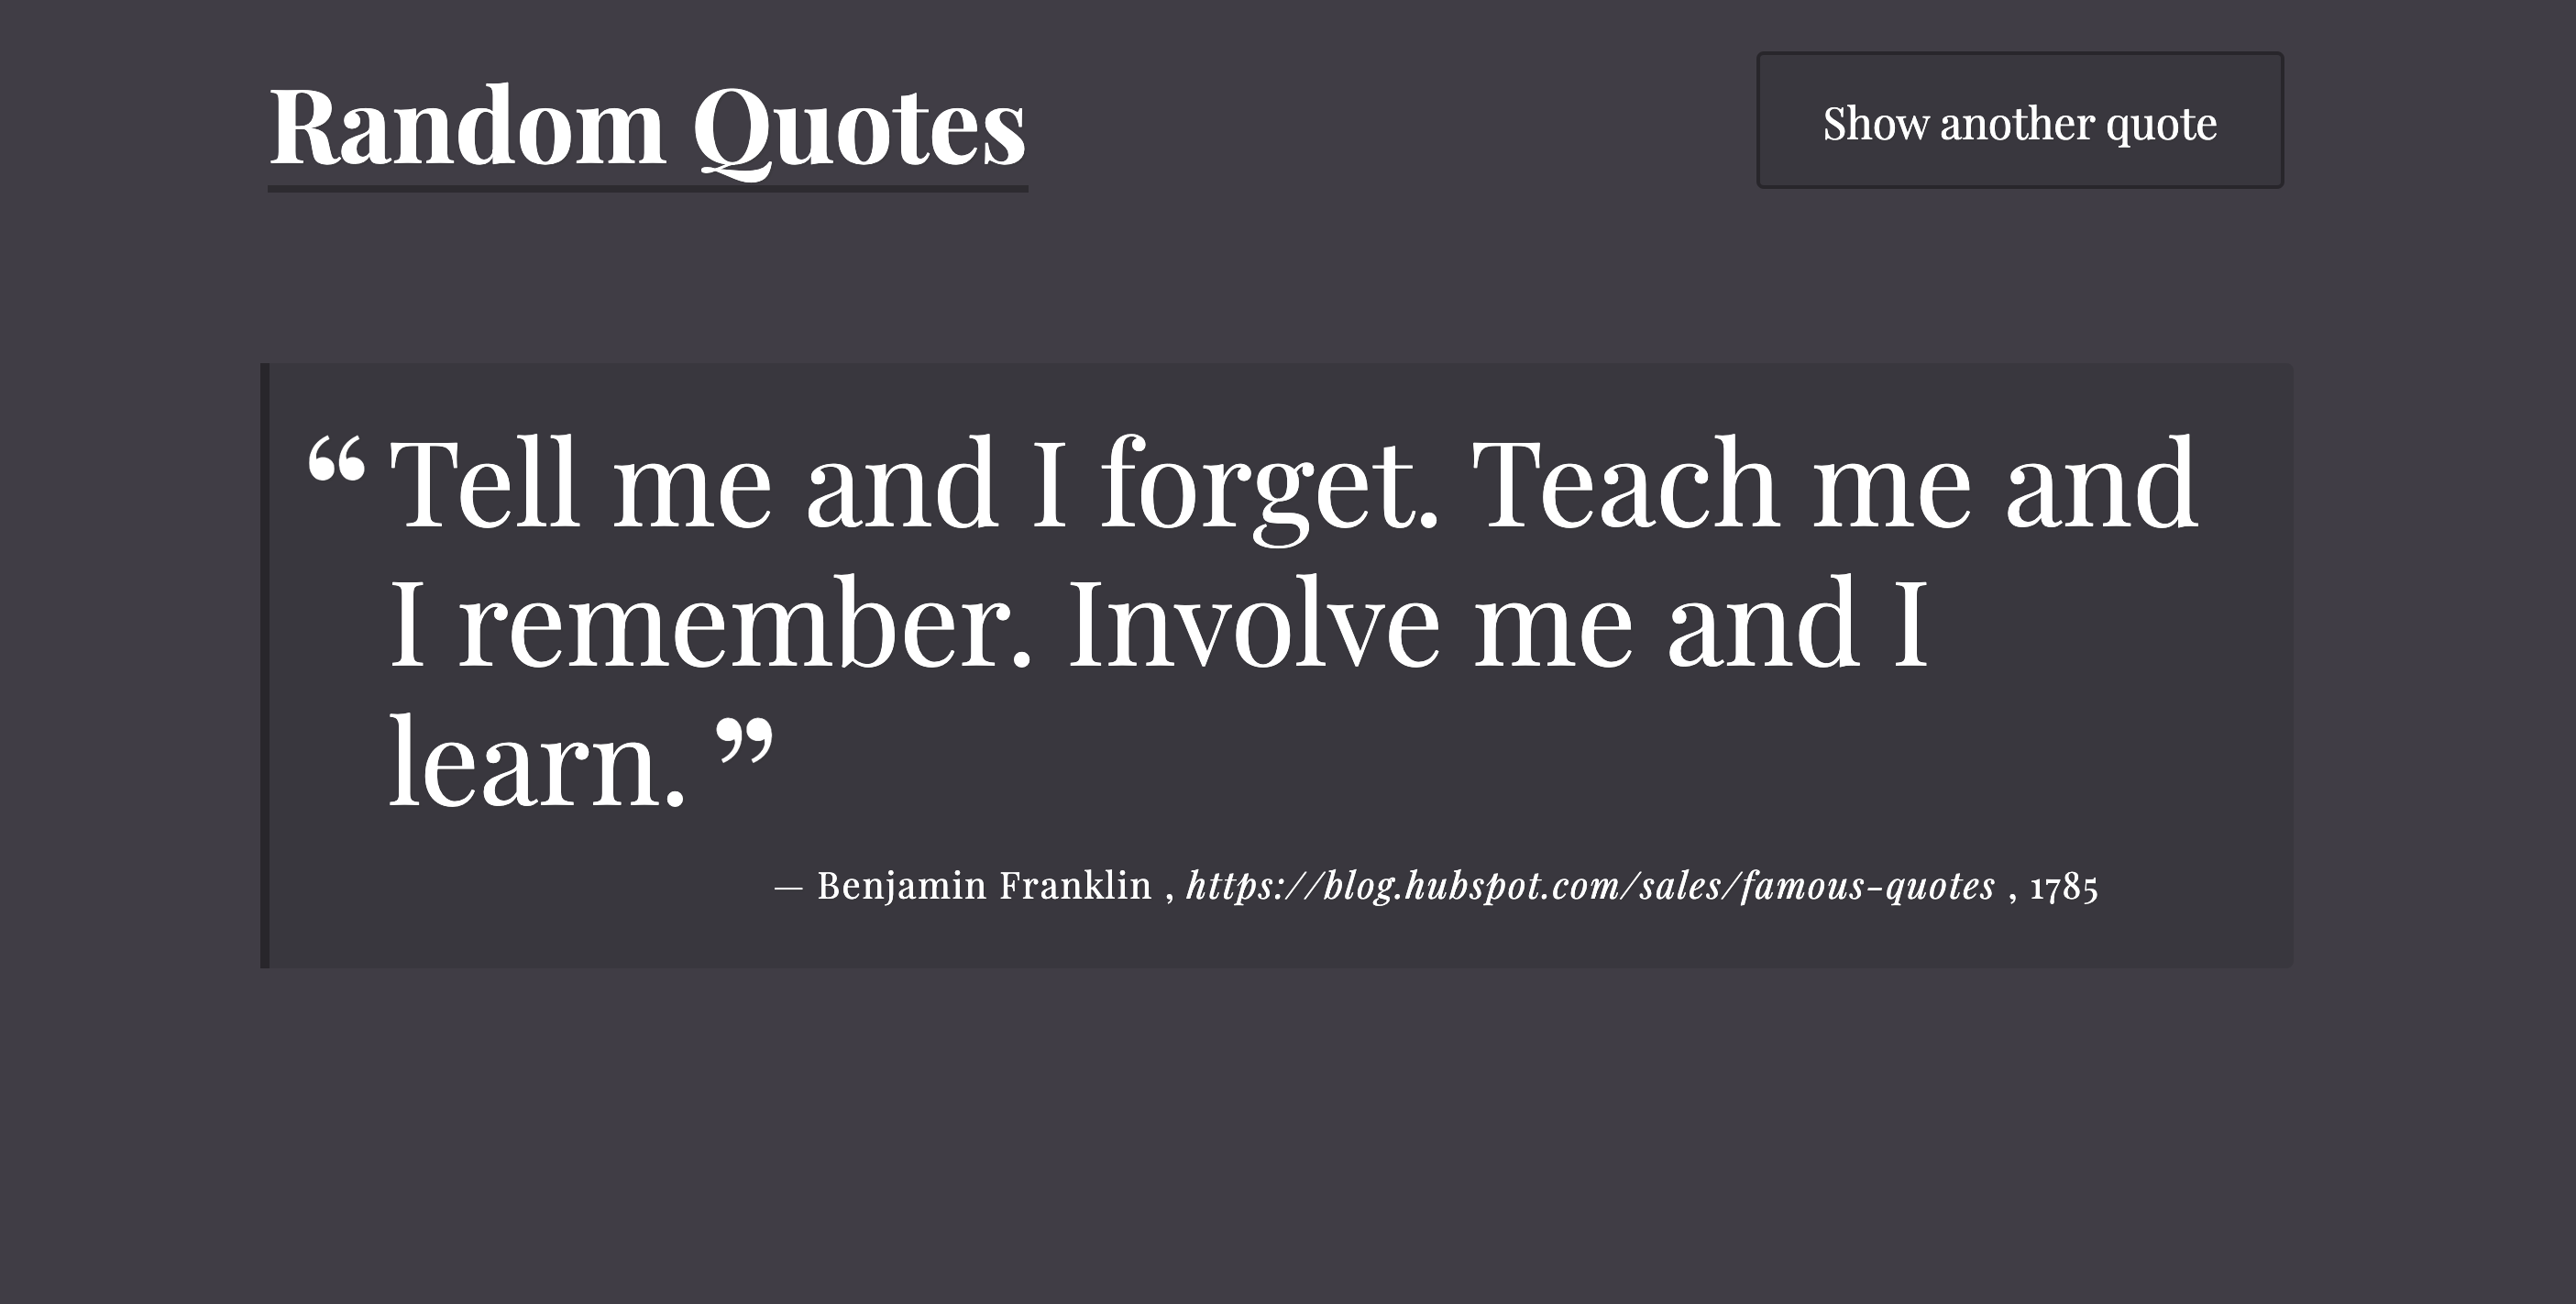 Random Quotes
Show another quote
“ Tell me and I forget. Teach me and
I remember. Involve me and I
learn. ”
— Benjamin Franklin , https://blog.hubspot.com/sales/famous-quotes , 1785